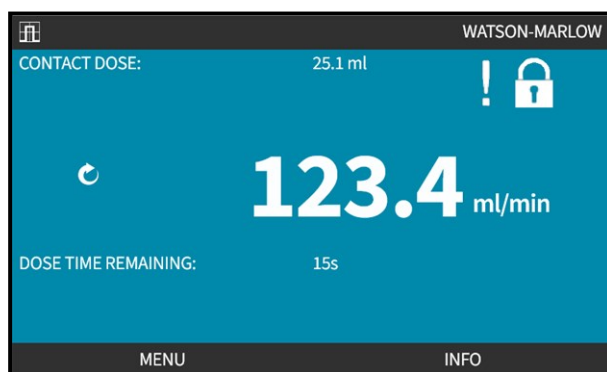 WATSON-MARLOW
CONTACT DOSE: 25.1 ml
!
123.4 ml/min
DOSE TIME REMAINING: 15s
MENU INFO